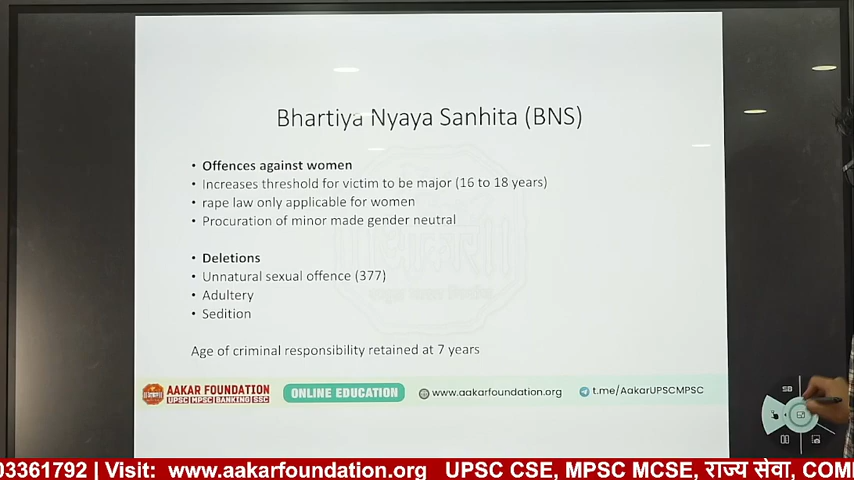 Bhartiya Nyaya Sanhita (BNS)
• Offences against women
• Increases threshold for victim to be major (16 to 18 years)
• rape law only applicable for women
• Procuration of minor made gender neutral
• Deletions
• Unnatural sexual offence (377)
• Adultery
• Sedition
Age of criminal responsibility retained at 7 years
AAKAR FOUNDATION
UPSC | MPSC | BANKING | SSC
ONLINE EDUCATION
www.aakarfoundation.org
t.me/AakarUPSCMPSC
03361792 | Visit: www.aakarfoundation.org UPSC CSE, MPSC MCSE, राज्य सेवा, COM